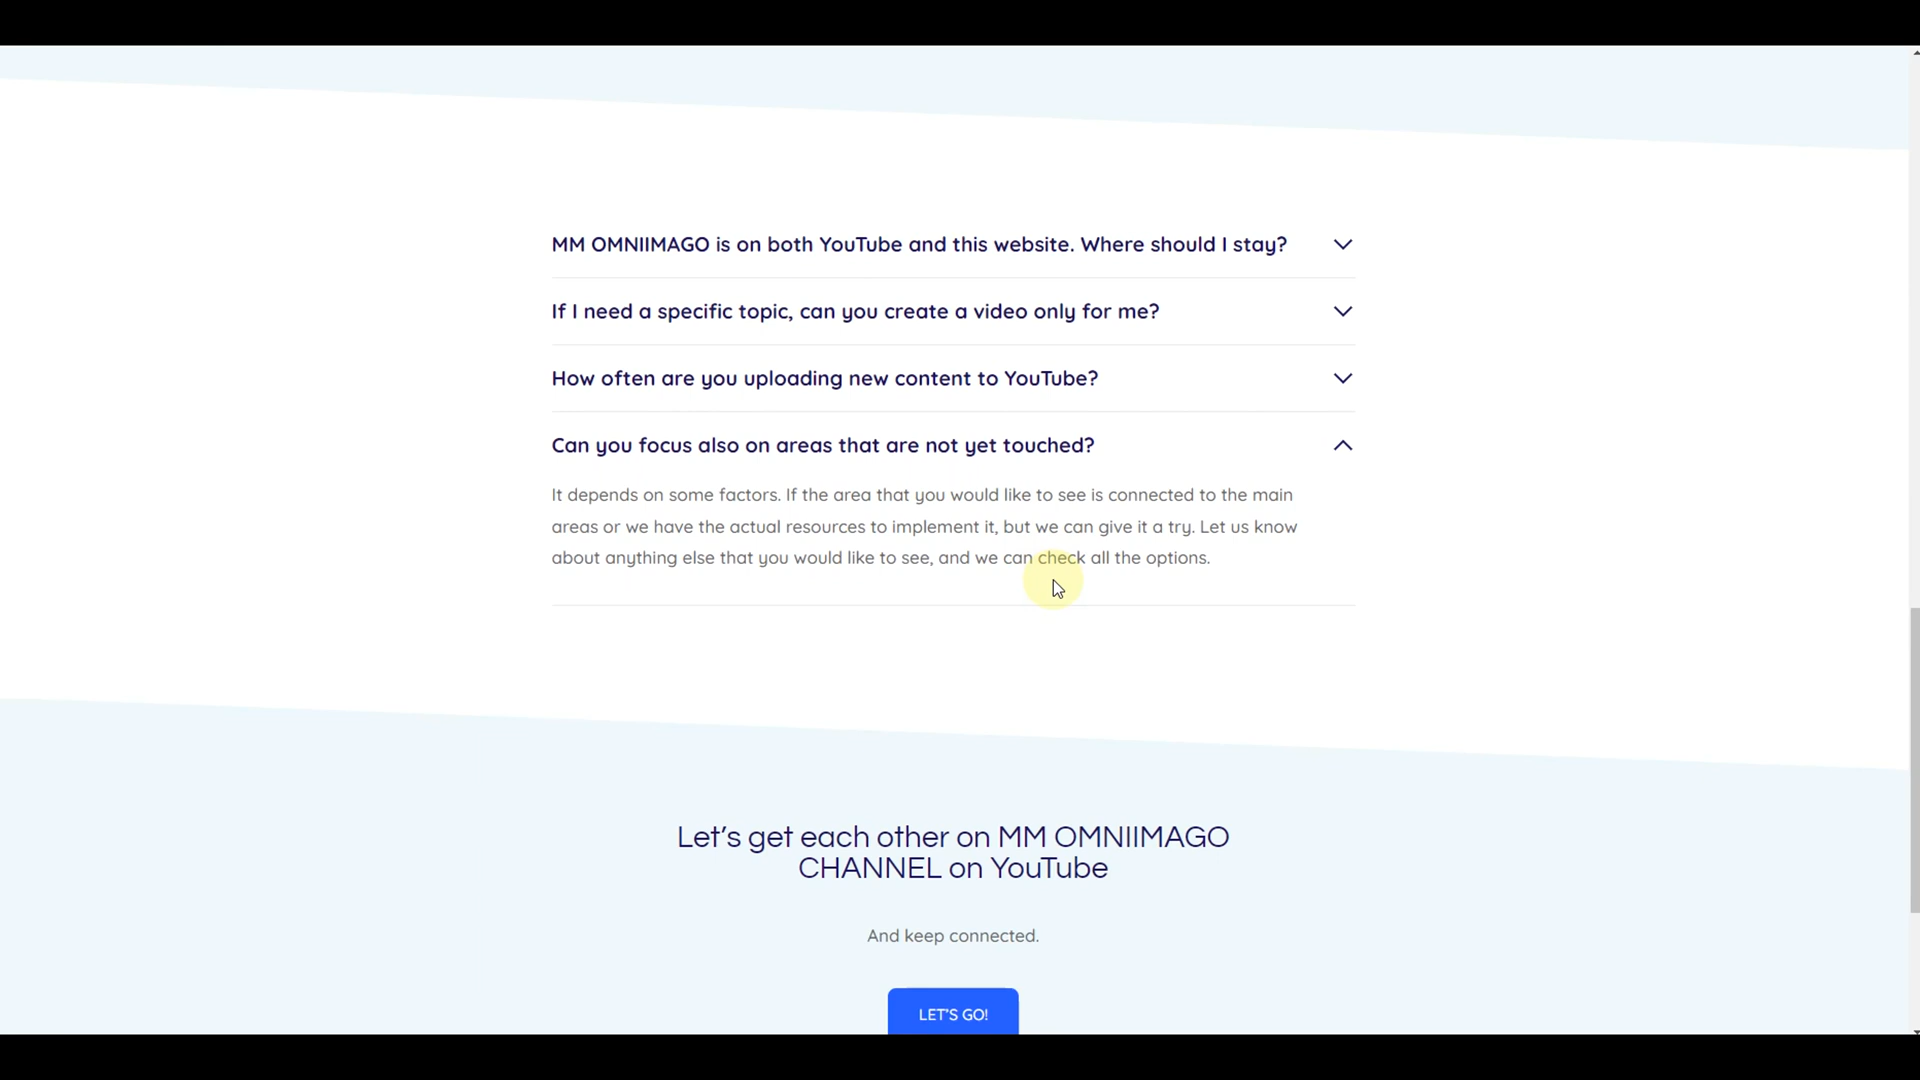 MM OMNIIMAGO is on both YouTube and this website. Where should I stay?
If I need a specific topic, can you create a video only for me?
How often are you uploading new content to YouTube?
Can you focus also on areas that are not yet touched?
It depends on some factors. If the area that you would like to see is connected to the main
areas or we have the actual resources to implement it, but we can give it a try. Let us know
about anything else that you would like to see, and we can check all the options.
Let’s get each other on MM OMNIIMAGO
CHANNEL on YouTube
And keep connected.
LET’S GO!